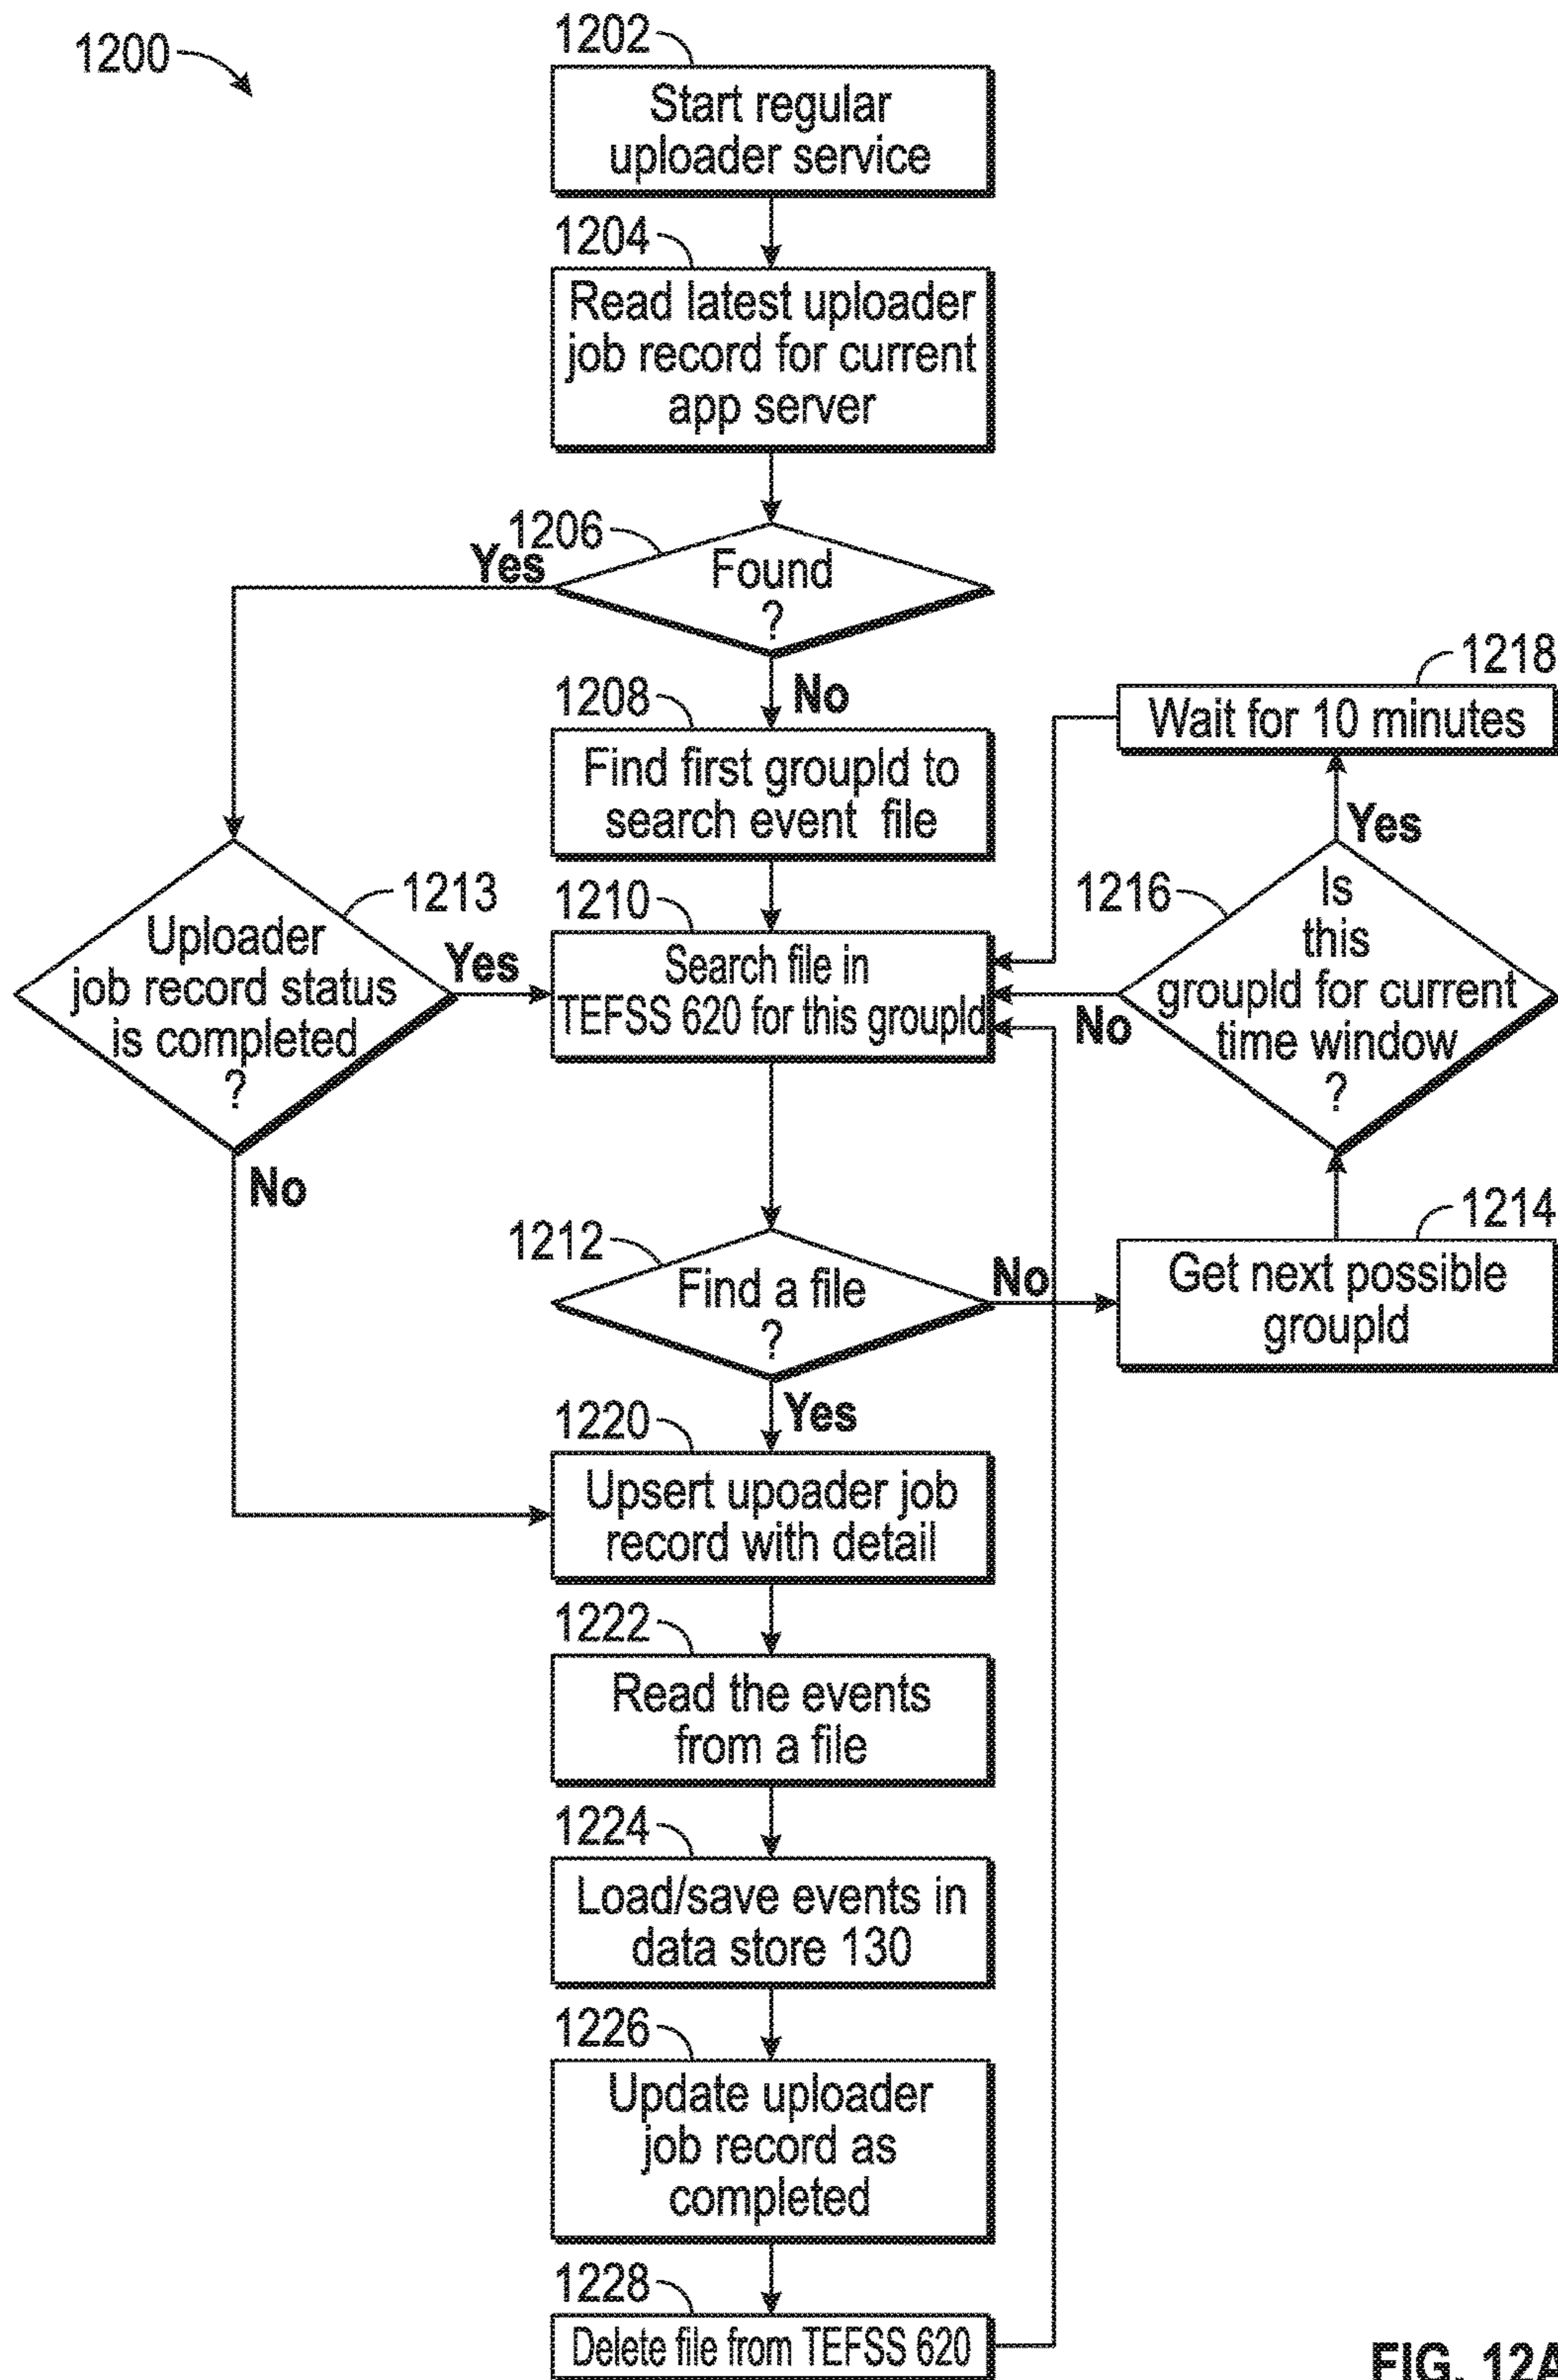 1200
1202
Start regular
uploader service
1204
Read latest uploader
job record for current
app server
1206
Yes
Found
?
No
1208
Find first groupId to
search event file
1218
Wait for 10 minutes
Yes
1213
Uploader
job record status
is completed
?
Yes
No
1210
Search file in
TEFSS 620 for this groupId
1216
Is
this
groupId for current
time window
?
No
1212
Find a file
?
No
Yes
1214
Get next possible
groupId
1220
Upsert upoader job
record with detail
1222
Read the events
from a file
1224
Load/save events in
data store 130
1226
Update uploader
job record as
completed
1228
Delete file from TEFSS 620
FIG. 12A